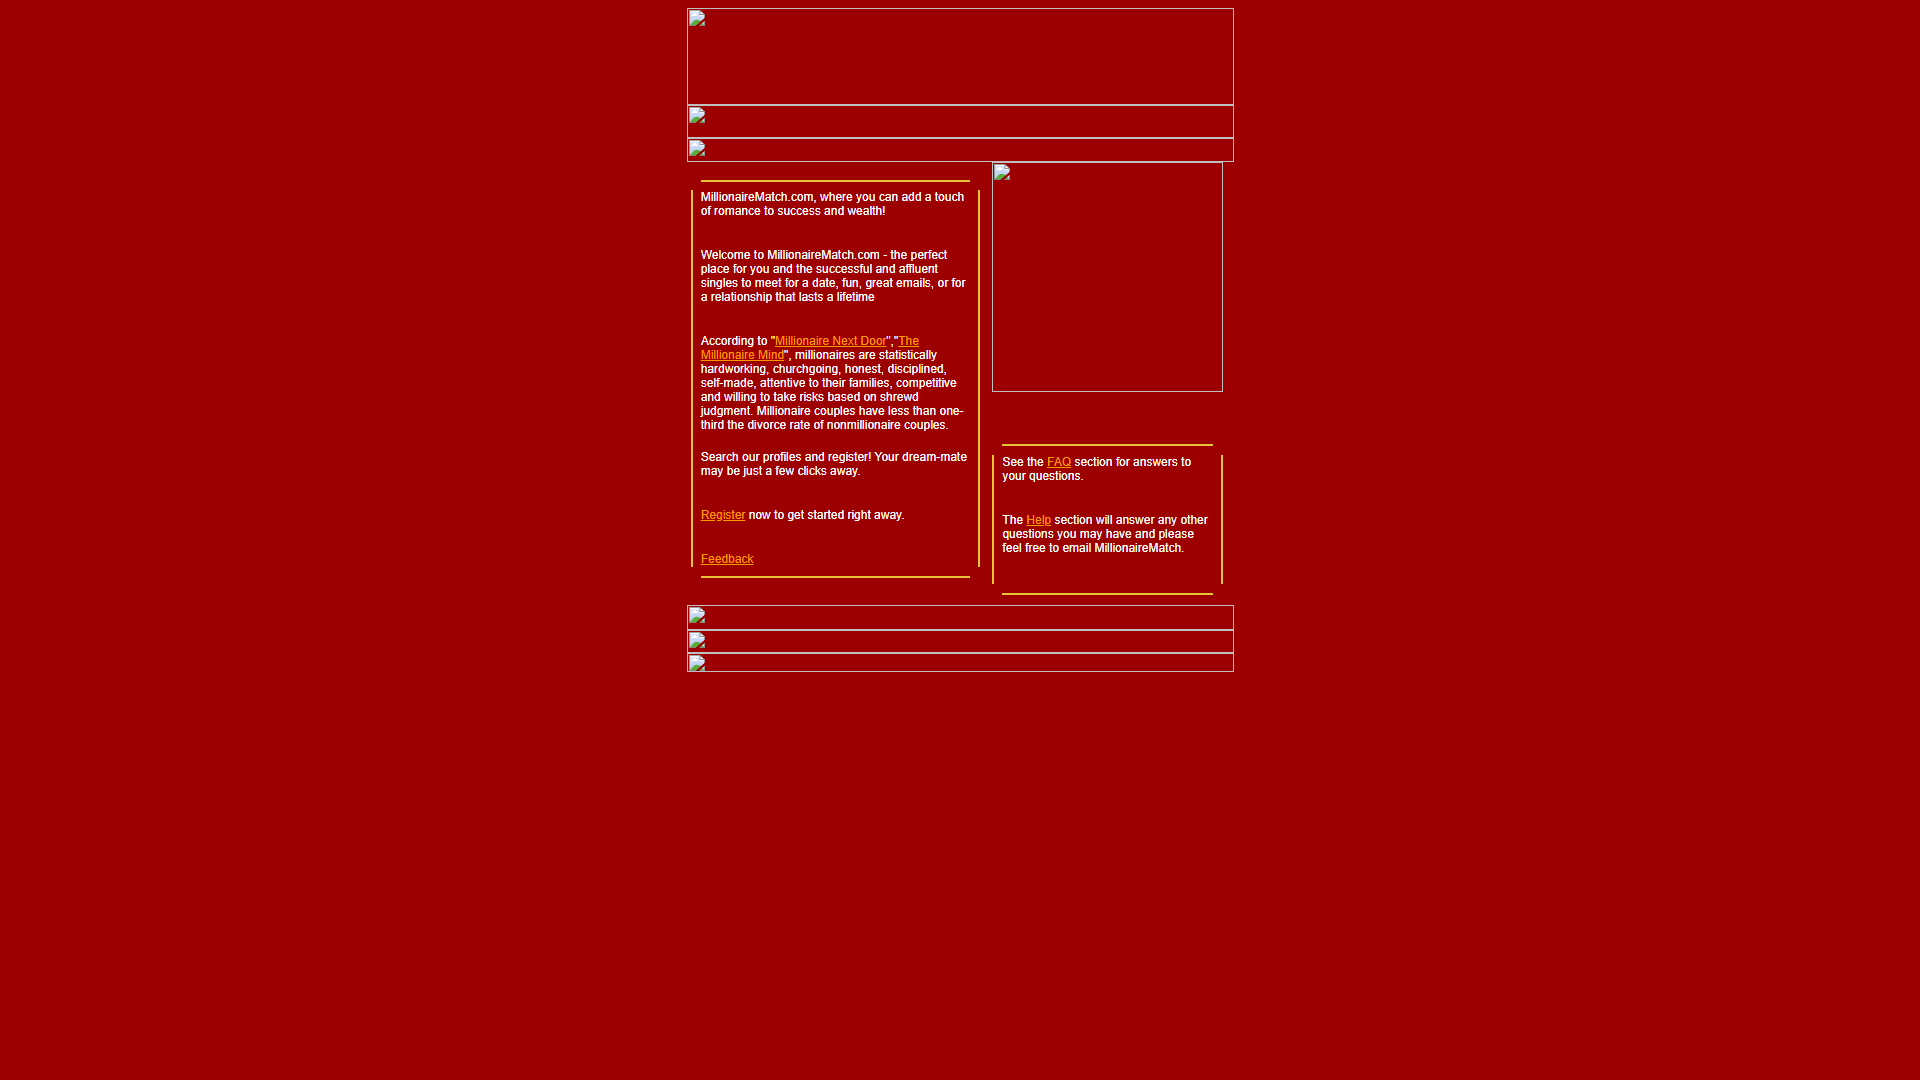 MillionaireMatch.com, where you can add a touch
of romance to success and wealth!
Welcome to MillionaireMatch.com - the perfect
place for you and the successful and affluent
singles to meet for a date, fun, great emails, or for
a relationship that lasts a lifetime
According to "Millionaire Next Door","The
Millionaire Mind", millionaires are statistically
hardworking, churchgoing, honest, disciplined,
self-made, attentive to their families, competitive
and willing to take risks based on shrewd
judgment. Millionaire couples have less than one-
third the divorce rate of nonmillionaire couples.
Search our profiles and register! Your dream-mate
may be just a few clicks away.
Register now to get started right away.
Feedback
See the FAQ section for answers to
your questions.
The Help section will answer any other
questions you may have and please
feel free to email MillionaireMatch.